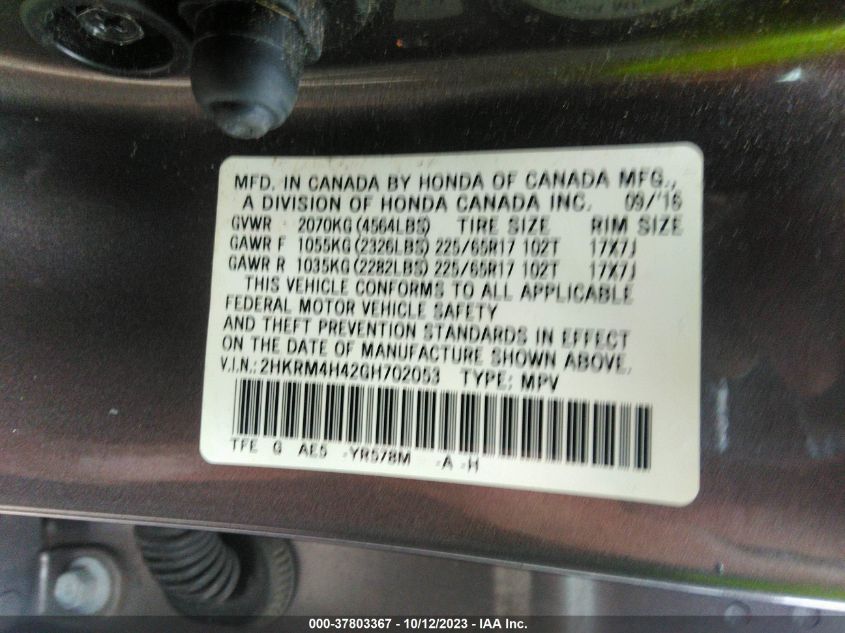 MFD. IN CANADA BY HONDA OF CANADA MFG.,
A DIVISION OF HONDA CANADA INC. 09/'16
GVWR 2070KG(4564LBS) TIRE SIZE RIM SIZE
GAWR F 1055KG(2326LBS) 225/65R17 102T 17X7J
GAWR R 1035KG(2282LBS) 225/65R17 102T 17X7J
THIS VEHICLE CONFORMS TO ALL APPLICABLE
FEDERAL MOTOR VEHICLE SAFETY
AND THEFT PREVENTION STANDARDS IN EFFECT
ON THE DATE OF MANUFACTURE SHOWN ABOVE.
V.I.N.: 2HKRM4H42GH702053 TYPE: MPV
TFE G AE5 -YR578M -A -H
000-37803367 - 10/12/2023 - IAA Inc.